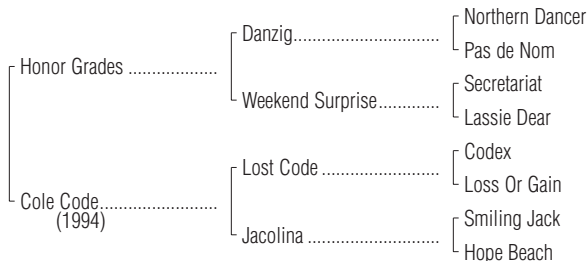 Northern Dancer
Danzig..................................
Pas de Nom
Honor Grades .....................
Secretariat
Weekend Surprise..............
Lassie Dear
Codex
Lost Code ............................
Loss Or Gain
Cole Code...........................
(1994)
Smiling Jack
Jacolina ...............................
Hope Beach